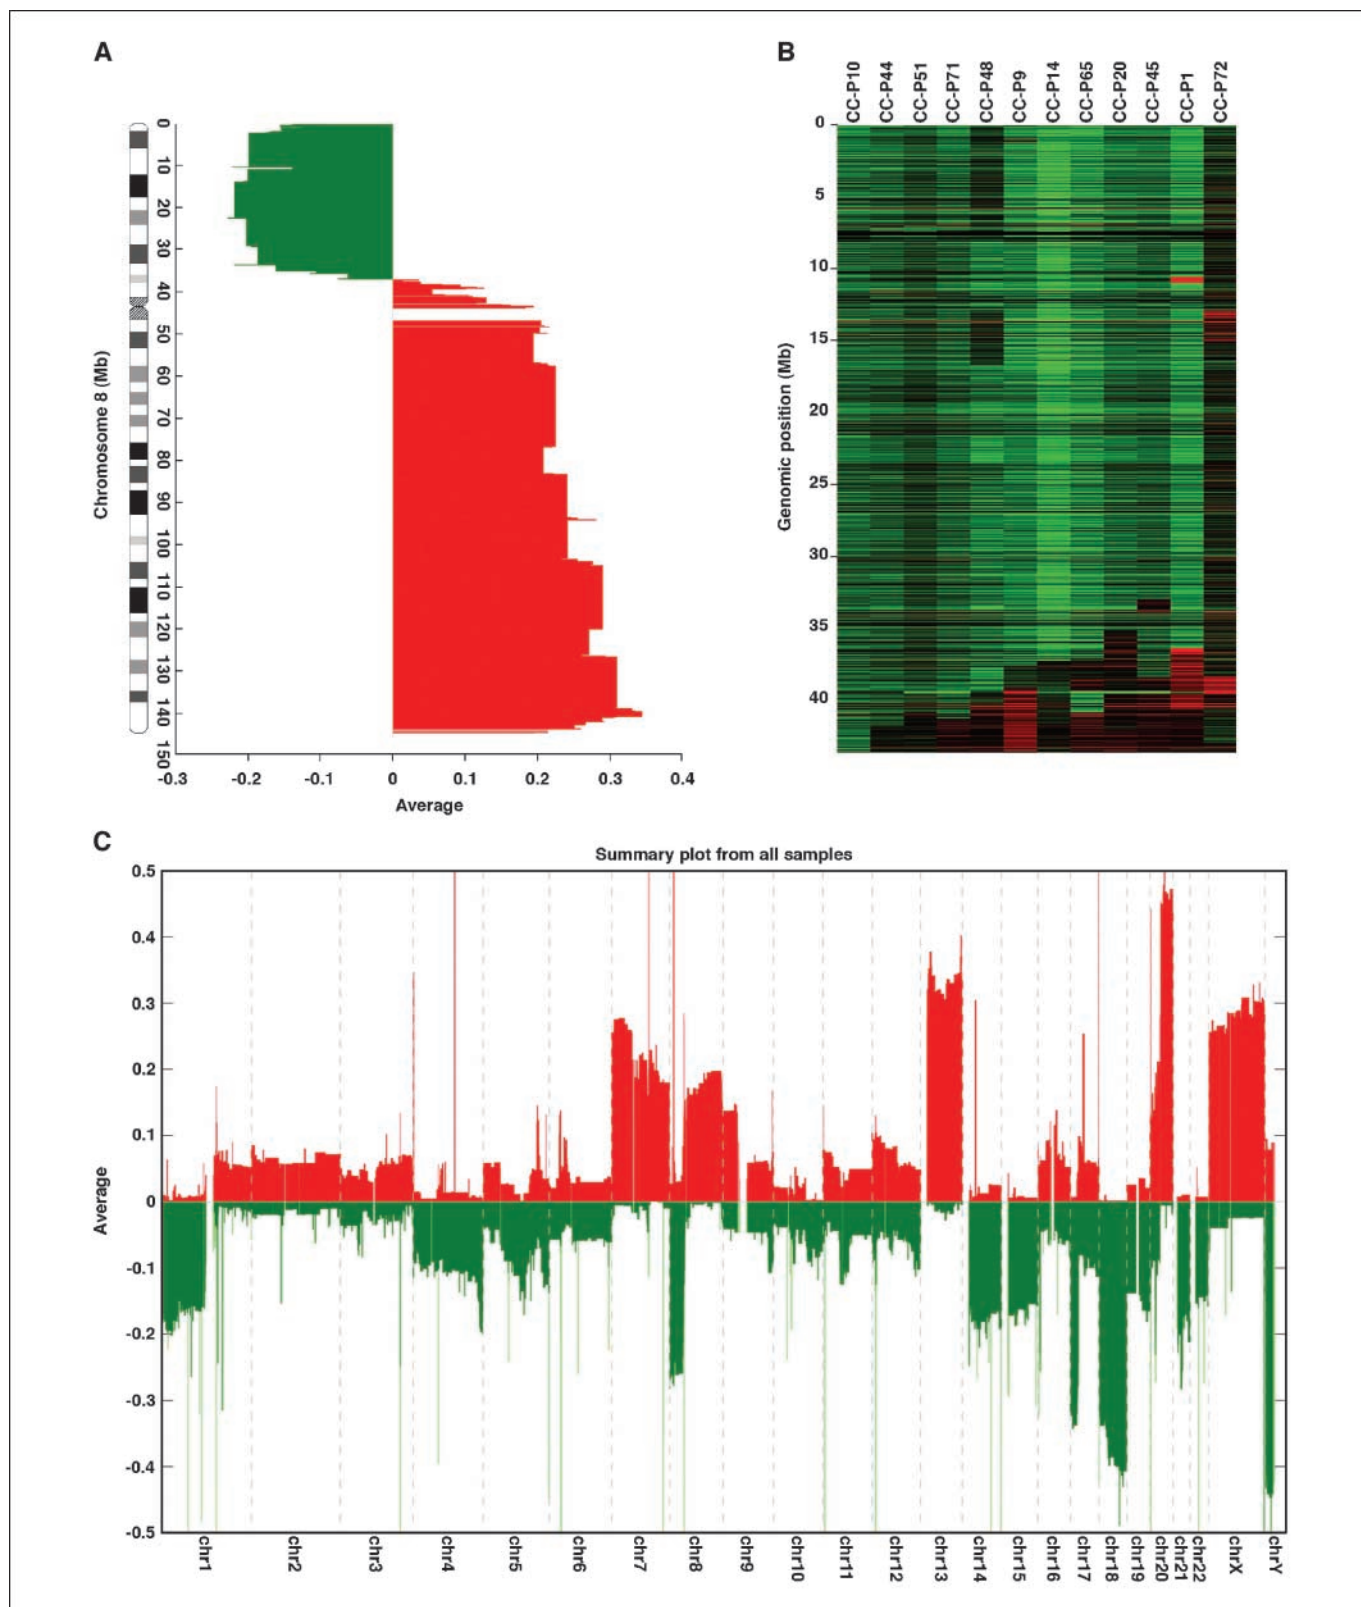 A
B
CC-P10
CC-P44
CC-P51
CC-P71
CC-P48
CC-P9
CC-P14
CC-P65
CC-P20
CC-P45
CC-P1
CC-P72
Chromosome 8 (Mb)
0
10
20
30
40
50
60
70
80
90
100
110
120
130
140
150
-0.3
-0.2
-0.1
0
0.1
0.2
0.3
0.4
Average
Genomic position (Mb)
0
5
10
15
20
25
30
35
40
C
Summary plot from all samples
Average
0.5
0.4
0.3
0.2
0.1
0
-0.1
-0.2
-0.3
-0.4
-0.5
chr1
chr2
chr3
chr4
chr5
chr6
chr7
chr8
chr9
chr10
chr11
chr12
chr13
chr14
chr15
chr16
chr17
chr18
chr19
chr20
chr21
chr22
chrX
chrY